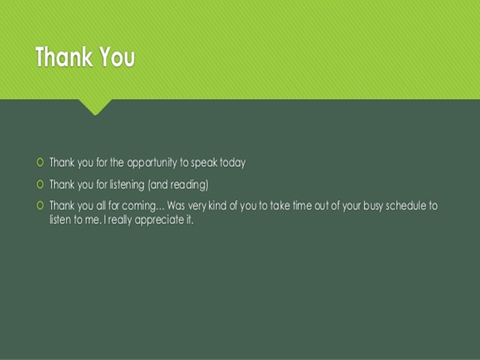 Thank You
Thank you for the opportunity to speak today
Thank you for listening (and reading)
Thank you all for coming... Was very kind of you to take time out of your busy schedule to
listen to me. I really appreciate it.